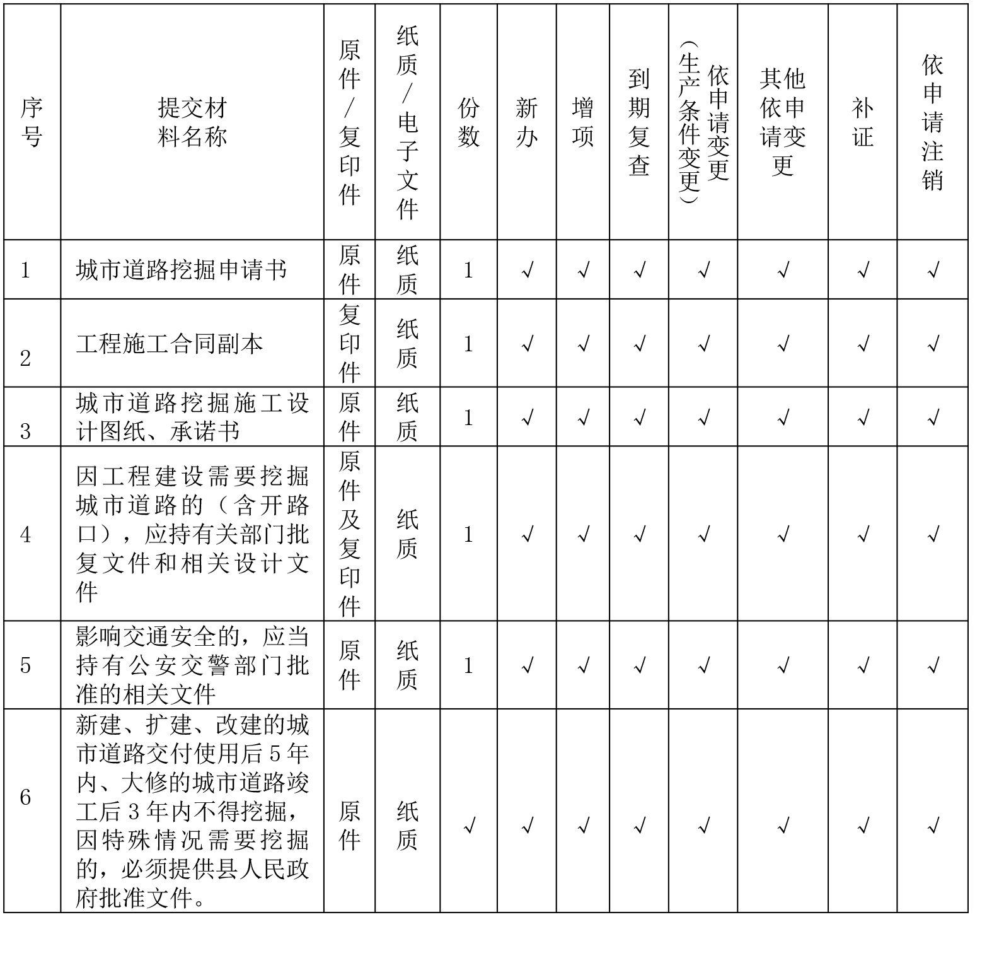 序号
提交材料名称
原件/复印件
纸质/电子文件
份数
新办
增项
到期复查
依申请变更
（生产条件变更）
其他
依申
请变
更
补证
依申请注销
1
城市道路挖掘申请书
原件
纸质
1
√
√
√
√
√
√
√
2
工程施工合同副本
复印件
纸质
1
√
√
√
√
√
√
√
3
城市道路挖掘施工设
计图纸、承诺书
原件
纸质
1
√
√
√
√
√
√
√
4
因工程建设需要挖掘
城市道路的（含开路
口），应持有关部门批
复文件和相关设计文
件
原件及复印件
纸质
1
√
√
√
√
√
√
√
5
影响交通安全的，应当
持有公安交警部门批
准的相关文件
原件
纸质
1
√
√
√
√
√
√
√
6
新建、扩建、改建的城
市道路交付使用后5年
内、大修的城市道路竣
工后3年内不得挖掘，
因特殊情况需要挖掘
的，必须提供县人民政
府批准文件。
原件
纸质
√
√
√
√
√
√
√
√